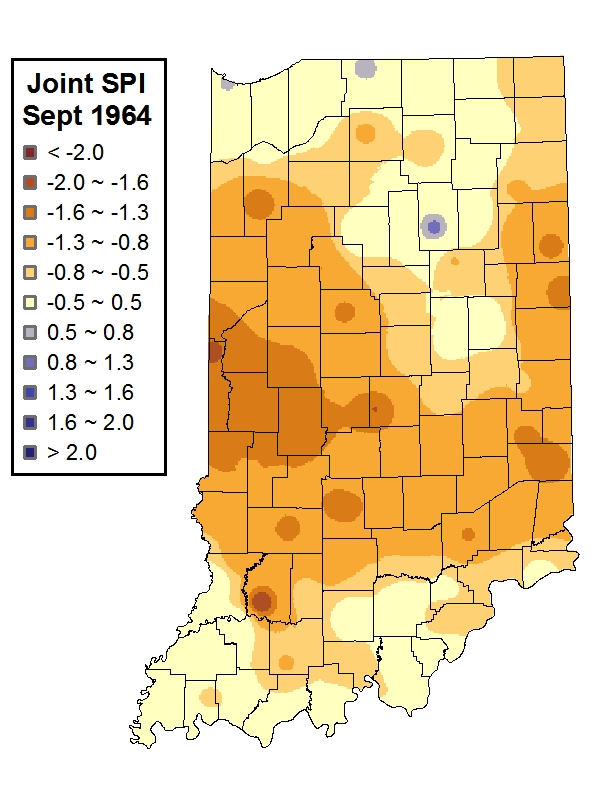 Joint SPI
Sept 1964
< -2.0
-2.0 ~ -1.6
-1.6 ~ -1.3
-1.3 ~ -0.8
-0.8 ~ -0.5
-0.5 ~ 0.5
0.5 ~ 0.8
0.8 ~ 1.3
1.3 ~ 1.6
1.6 ~ 2.0
> 2.0